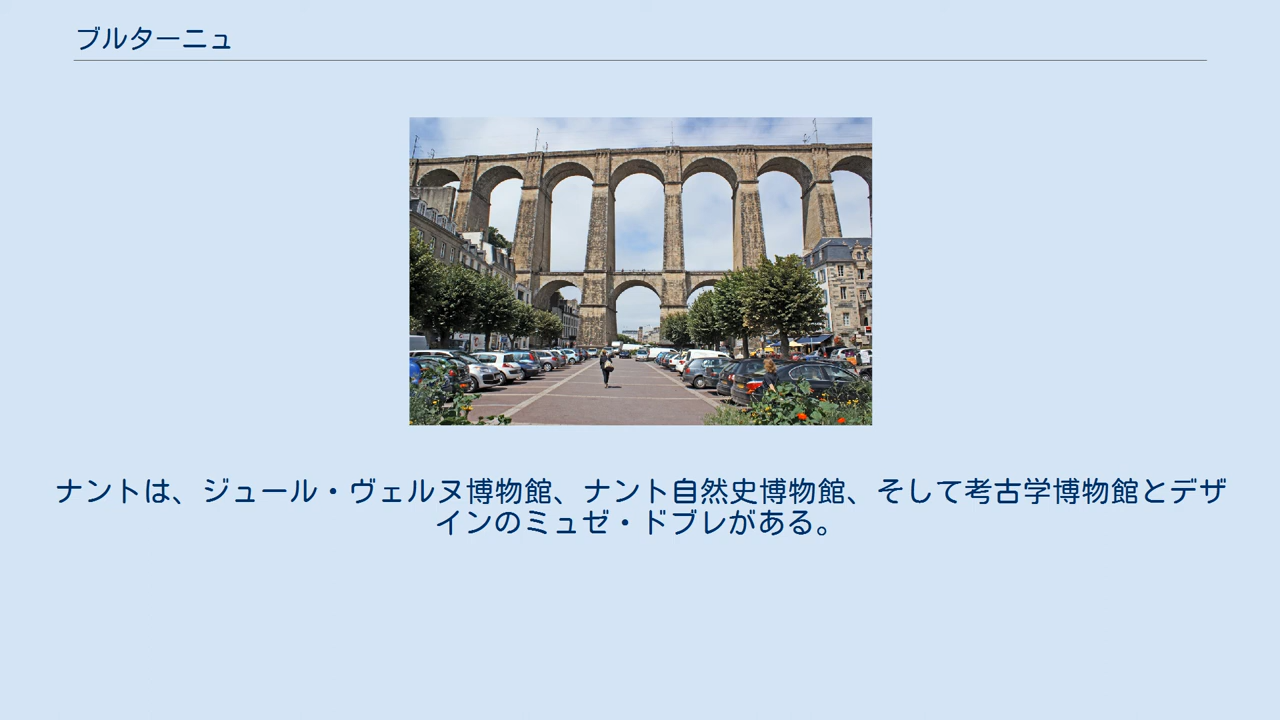 ブルターニュ
ナントは、ジュール・ヴェルヌ博物館、ナント自然史博物館、そして考古学博物館とデザ
インのミュゼ・ドブレがある。